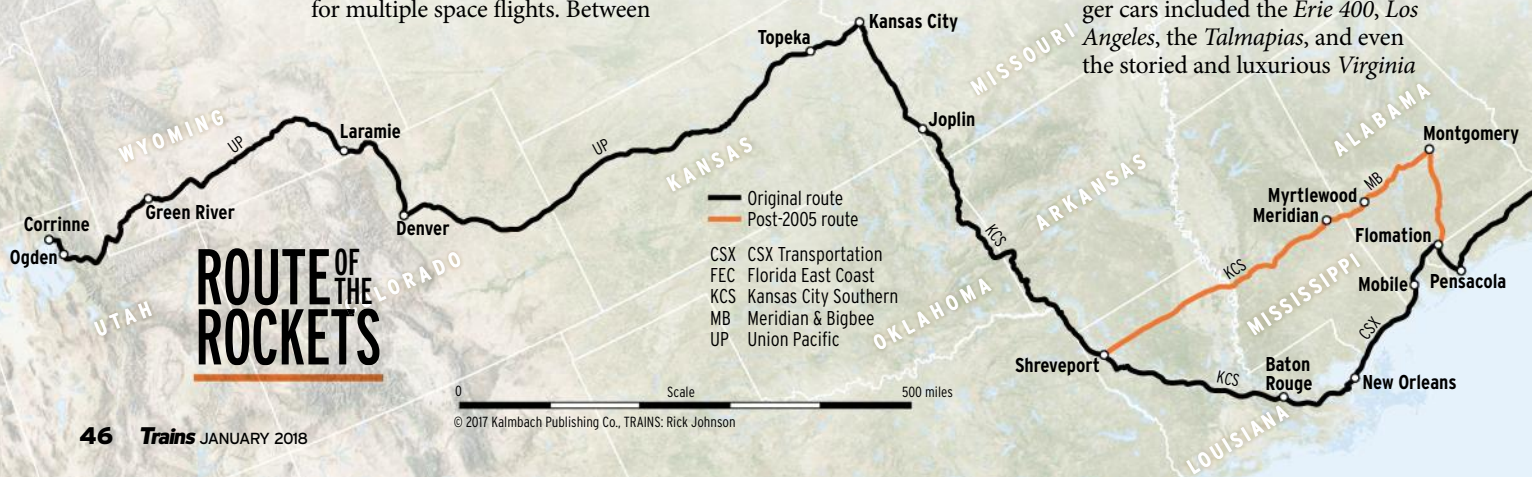 for multiple space flights. Between
ger cars included the Erie 400, Los
Angeles, the Talmapias, and even
the storied and luxurious Virginia
Kansas City
Topeka
MISSOURI
WYOMING
UP
Laramie
UP
KANSAS
Joplin
ALABAMA
Montgomery
Green River
Corrinne
Ogden
Denver
Original route
Post-2005 route
ARKANSAS
KCS
MB
Myrtlewood
Meridian
Flomation
KCS
Pensacola
Mobile
MISSISSIPPI
CSX CSX Transportation
FEC Florida East Coast
KCS Kansas City Southern
MB Meridian & Bigbee
UP Union Pacific
ROUTE OF THE
ROCKETS
COLORADO
UTAH
OKLAHOMA
Shreveport
KCS
Baton
Rouge
CSX
New Orleans
LOUISIANA
0 Scale 500 miles
© 2017 Kalmbach Publishing Co., TRAINS: Rick Johnson
46 Trains JANUARY 2018